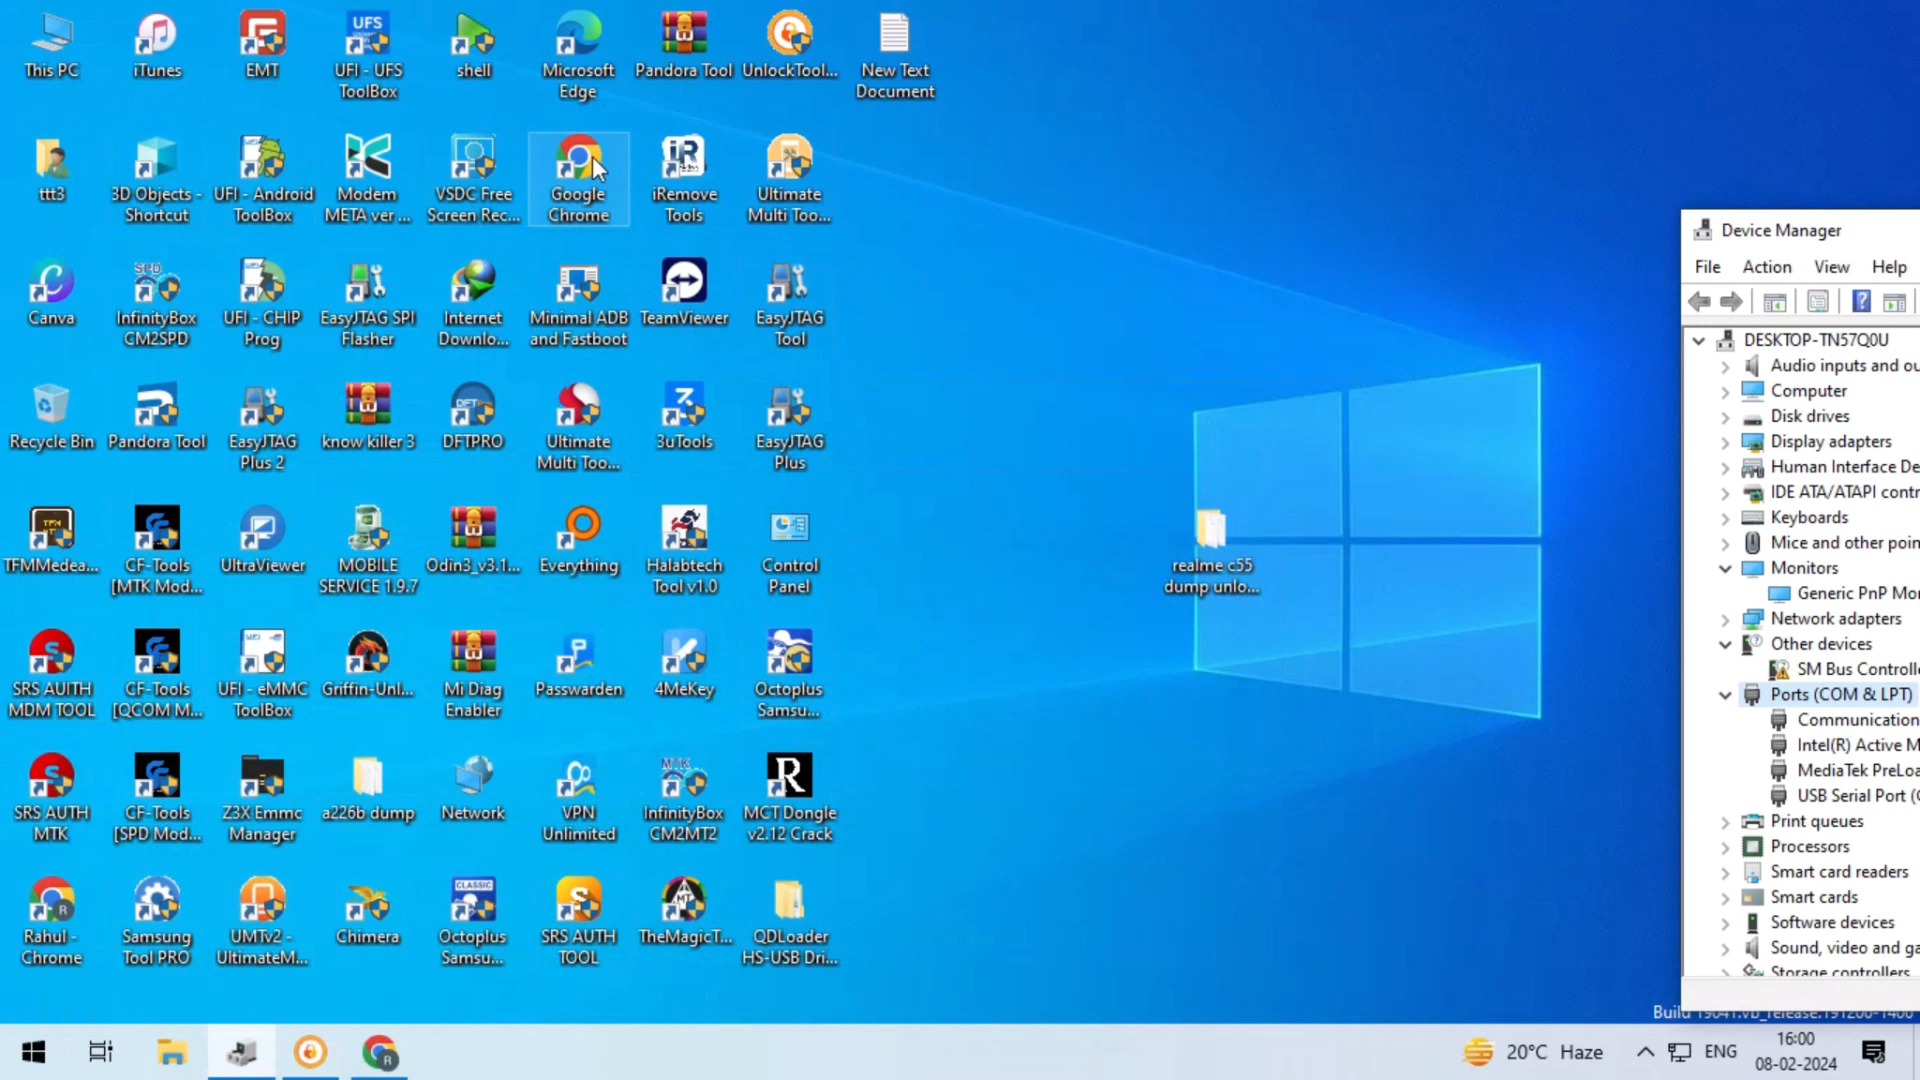 This PC
iTunes
EMT
UFI - UFS
ToolBox
shell
Microsoft
Edge
Pandora Tool
UnlockTool...
New Text
Document
ttt3
3D Objects -
Shortcut
UFI - Android
ToolBox
Modem
META ver ...
VSDC Free
Screen Rec...
Google
Chrome
iRemove
Tools
Ultimate
Multi Too...
Canva
InfinityBox
CM2SPD
UFI - CHIP
Prog
EasyJTAG SPI
Flasher
Internet
Downlo...
Minimal ADB
and Fastboot
TeamViewer
EasyJTAG
Tool
Recycle Bin
Pandora Tool
EasyJTAG
Plus 2
know killer 3
DFTPRO
Ultimate
Multi Too...
3uTools
EasyJTAG
Plus
TFMMedea...
CF-Tools
[MTK Mod...
UltraViewer
MOBILE
SERVICE 1.9.7
Odin3_v3.1...
Everything
Halabtech
Tool v1.0
Control
Panel
realme c55
dump unlo...
SRS AUITH
MDM TOOL
CF-Tools
[QCOM M...
UFI - eMMC
ToolBox
Griffin-Unl...
Mi Diag
Enabler
Passwarden
4MeKey
Octoplus
Samsu...
SRS AUTH
MTK
CF-Tools
[SPD Mod...
Z3X Emmc
Manager
a226b dump
Network
VPN
Unlimited
InfinityBox
CM2MT2
MCT Dongle
v2.12 Crack
Rahul -
Chrome
Samsung
Tool PRO
UMTv2 -
UltimateM...
Chimera
Octoplus
Samsu...
SRS AUTH
TOOL
TheMagicT...
QDLoader
HS-USB Dri...
Device Manager
File Action View Help
DESKTOP-TN57Q0U
Audio inputs and ou
Computer
Disk drives
Display adapters
Human Interface De
IDE ATA/ATAPI contr
Keyboards
Mice and other poin
Monitors
Generic PnP Mo
Network adapters
Other devices
SM Bus Controlle
Ports (COM & LPT)
Communication
Intel(R) Active M
MediaTek PreLoa
USB Serial Port (
Print queues
Processors
Smart card readers
Smart cards
Software devices
Sound, video and ga
Storage controllers
Build 19041.vb_release.191206-1406
20°C Haze
ENG
16:00
08-02-2024